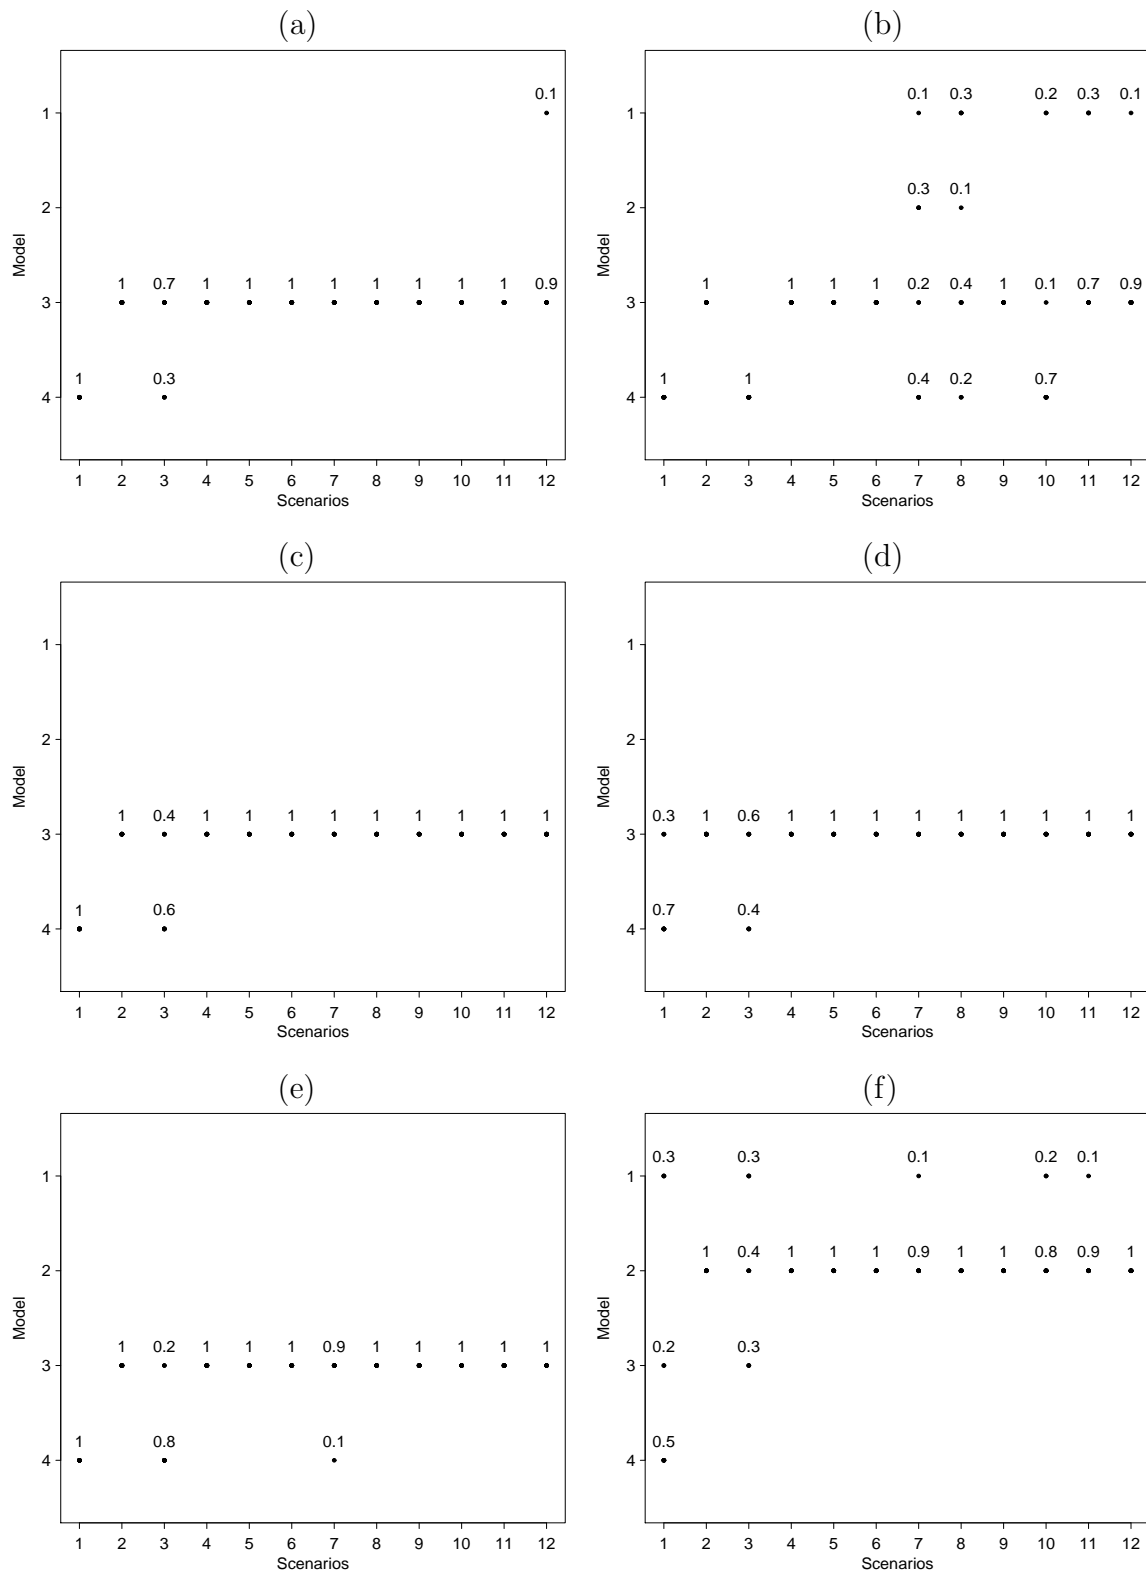 (a)
0.1
1
2
1 0.7 1 1 1 1 1 1 1 1 0.9
3
1 0.3
4
Model
1 2 3 4 5 6 7 8 9 10 11 12
Scenarios
(b)
0.1 0.3 0.2 0.3 0.1
1
0.3 0.1
2
1 1 1 1 0.2 0.4 1 0.1 0.7 0.9
3
1 1 0.4 0.2 0.7
4
Model
1 2 3 4 5 6 7 8 9 10 11 12
Scenarios
(c)
1
2
1 0.4 1 1 1 1 1 1 1 1 1
3
1 0.6
4
Model
1 2 3 4 5 6 7 8 9 10 11 12
Scenarios
(d)
1
2
0.3 1 0.6 1 1 1 1 1 1 1 1 1
3
0.7 0.4
4
Model
1 2 3 4 5 6 7 8 9 10 11 12
Scenarios
(e)
1
2
1 0.2 1 1 1 0.9 1 1 1 1 1
3
1 0.8 0.1
4
Model
1 2 3 4 5 6 7 8 9 10 11 12
Scenarios
(f)
0.3 0.3 0.1 0.2 0.1
1
1 0.4 1 1 1 0.9 1 1 0.8 0.9 1
2
0.2 0.3
3
0.5
4
Model
1 2 3 4 5 6 7 8 9 10 11 12
Scenarios